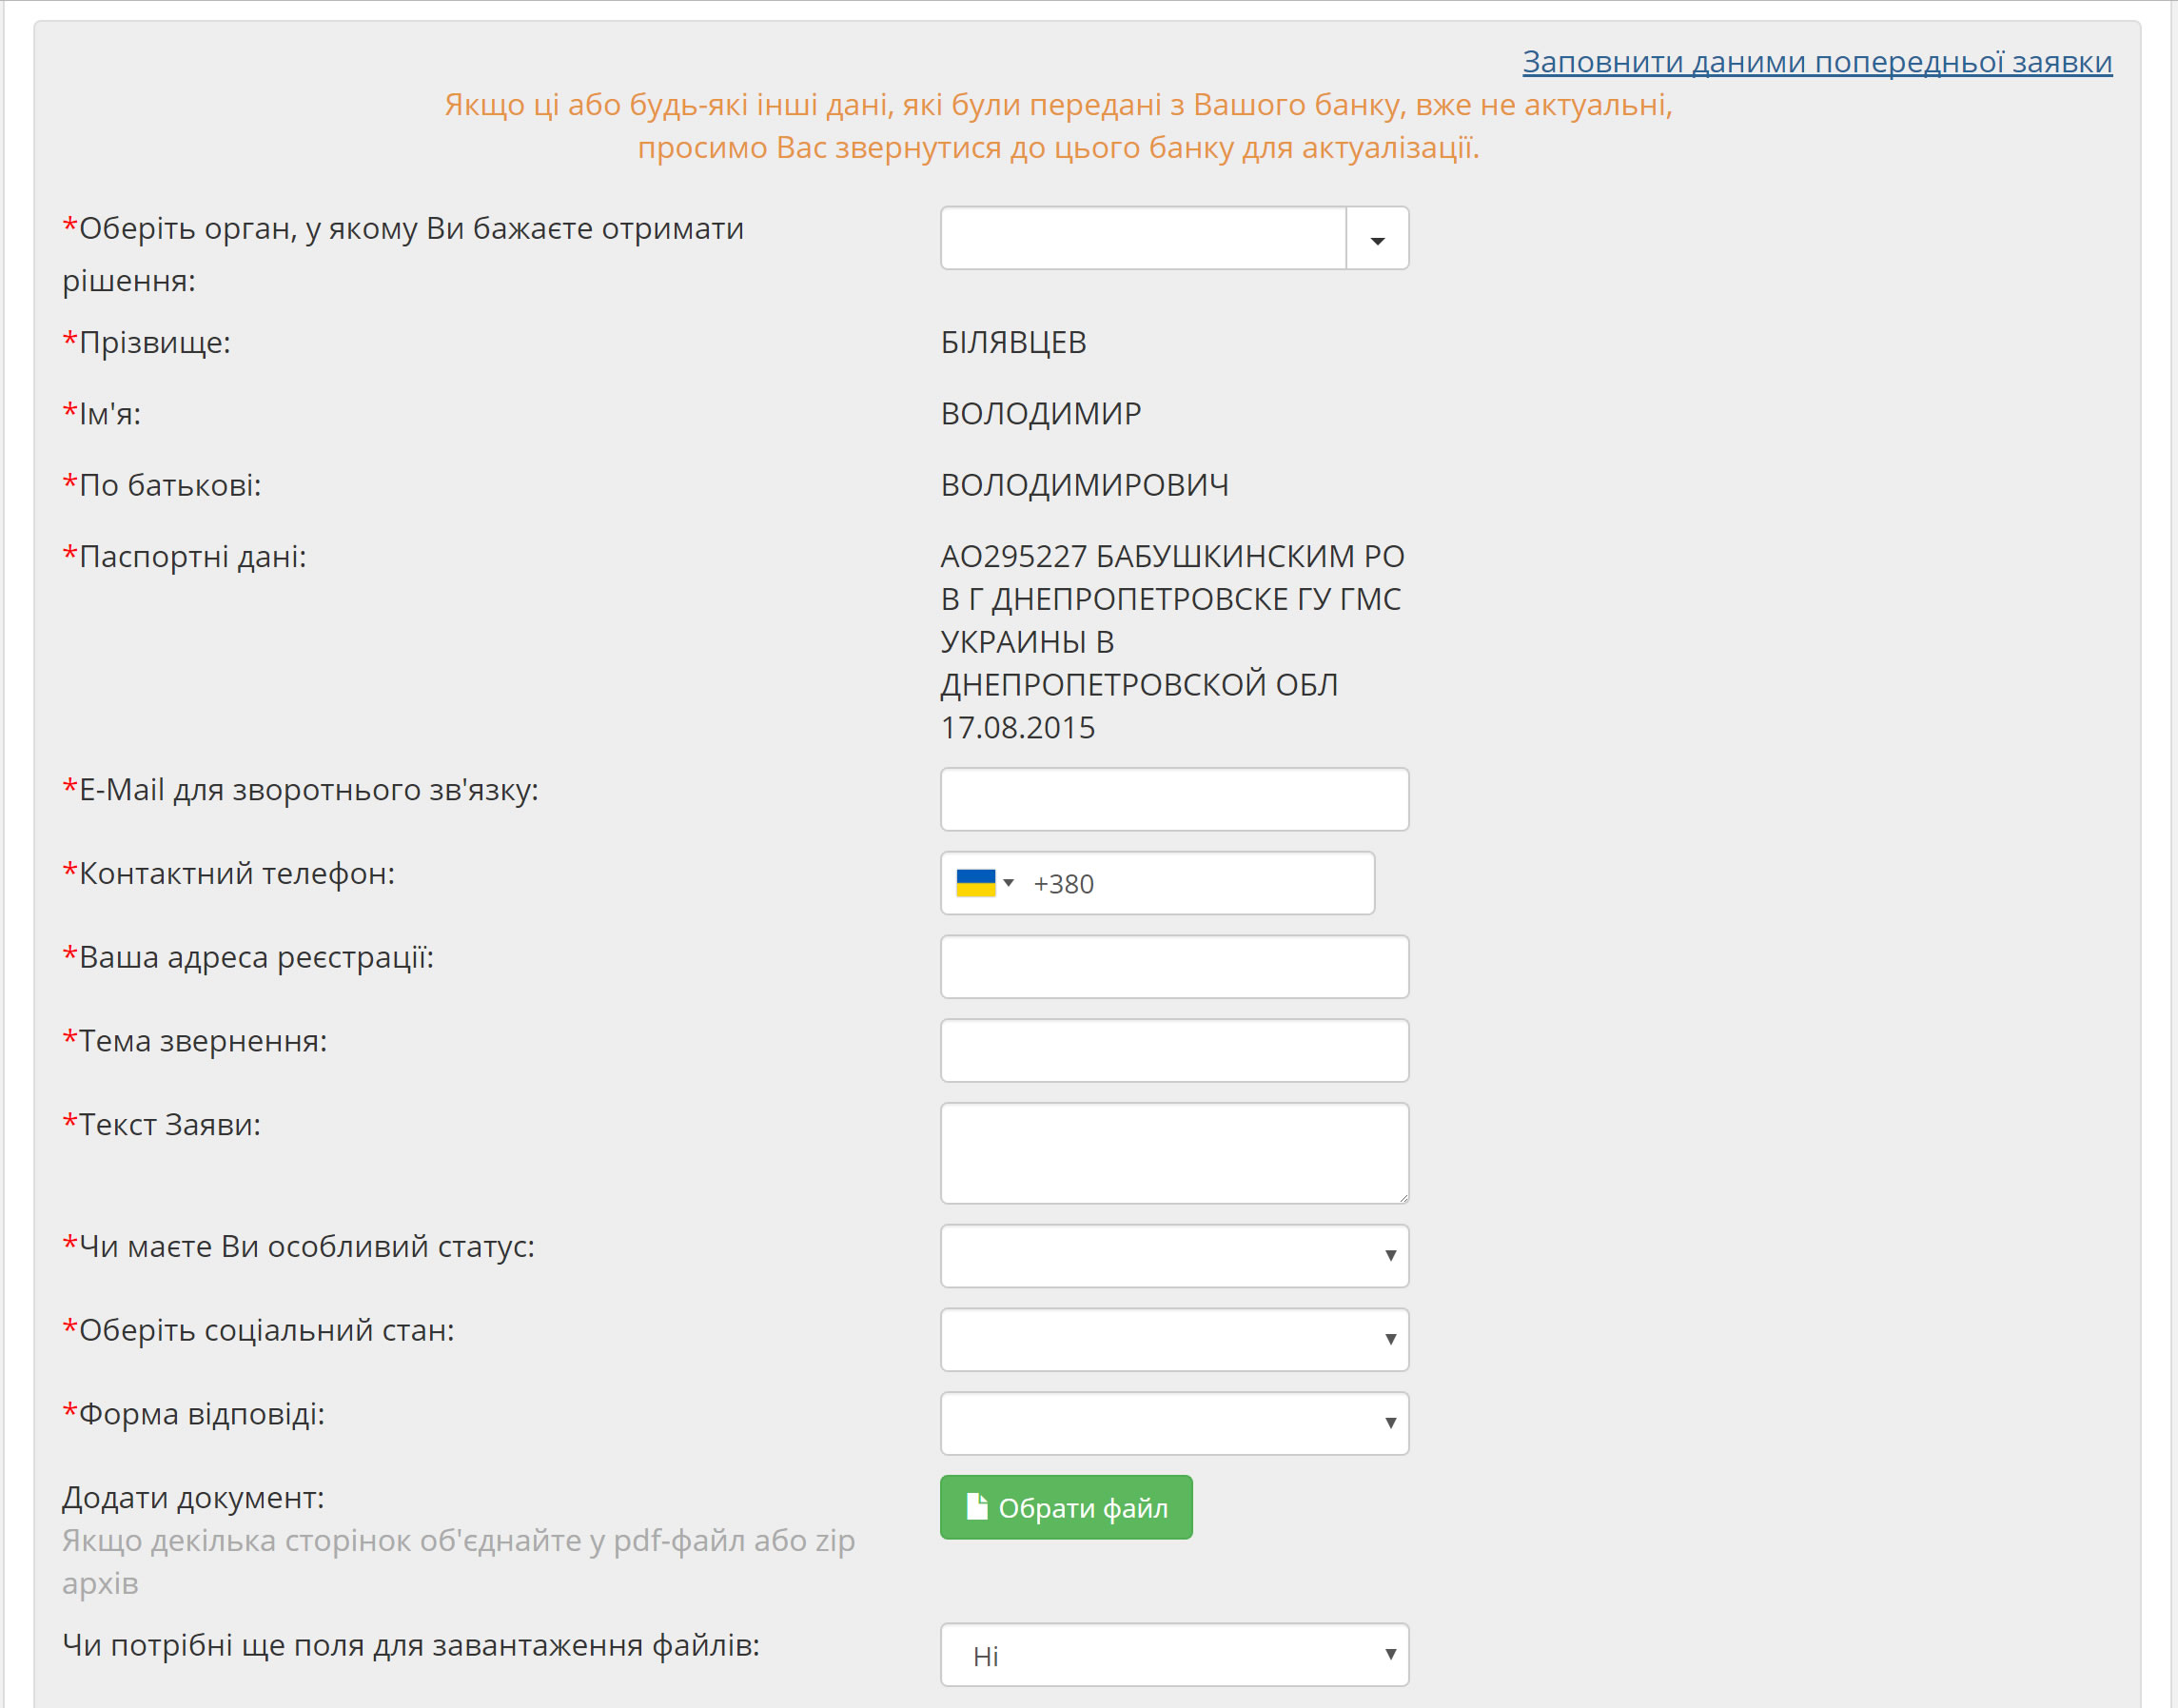 Заповнити даними попередньої заявки
Якщо ці або будь-які інші дані, які були передані з Вашого банку, вже не актуальні,
просимо Вас звернутися до цього банку для актуалізації.
*Оберіть орган, у якому Ви бажаєте отримати
рішення:
*Прізвище:
БІЛЯВЦЕВ
*Ім'я:
ВОЛОДИМИР
*По батькові:
ВОЛОДИМИРОВИЧ
*Паспортні дані:
АО295227 БАБУШКИНСКИМ РО
В Г ДНЕПРОПЕТРОВСКЕ ГУ ГМС
УКРАИНЫ В
ДНЕПРОПЕТРОВСКОЙ ОБЛ
17.08.2015
*E-Mail для зворотнього зв'язку:
*Контактний телефон:
+380
*Ваша адреса реєстрації:
*Тема звернення:
*Текст Заяви:
*Чи маєте Ви особливий статус:
*Оберіть соціальний стан:
*Форма відповіді:
Додати документ:
Обрати файл
Якщо декілька сторінок об'єднайте у pdf-файл або zip
архів
Чи потрібні ще поля для завантаження файлів:
Ні